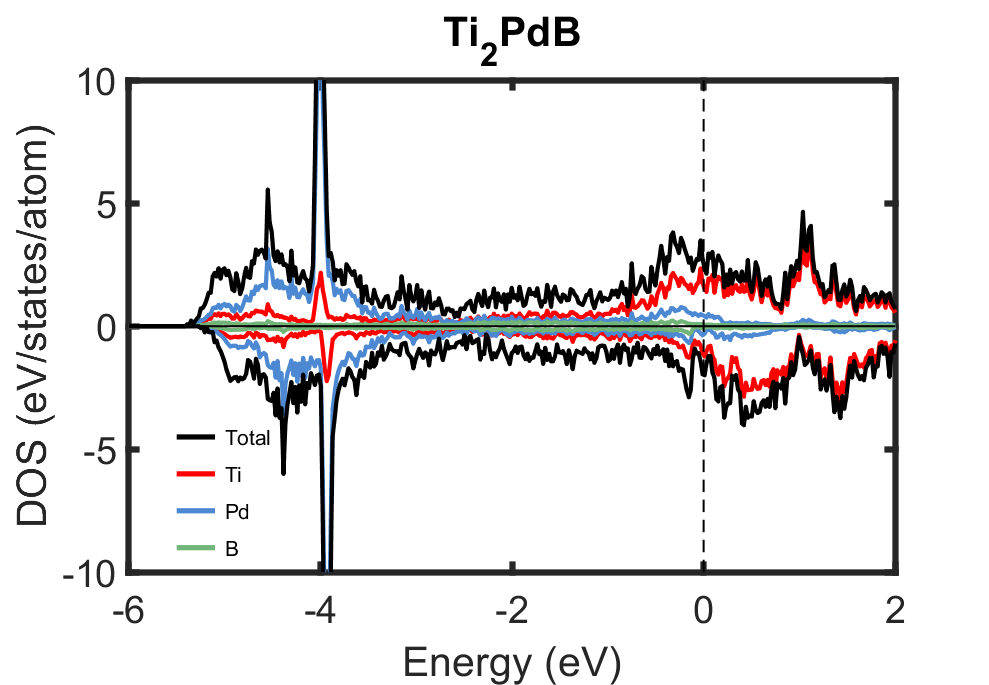 Ti₂PdB
10
5
0
-5
-10
DOS (eV/states/atom)
Total
Ti
Pd
B
-6 -4 -2 0 2
Energy (eV)